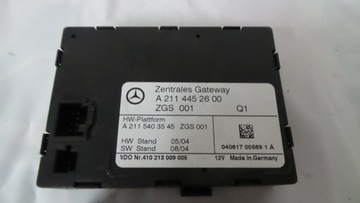 Zentrales Gateway
A 211 445 26 00
ZGS 001 Q1
HW-Plattform
A 211 540 35 45 ZGS 001
HW Stand 05/04
SW Stand 08/04
040617 00569 1 A
VDO Nr. 410 213 009 005 12V Made in Germany